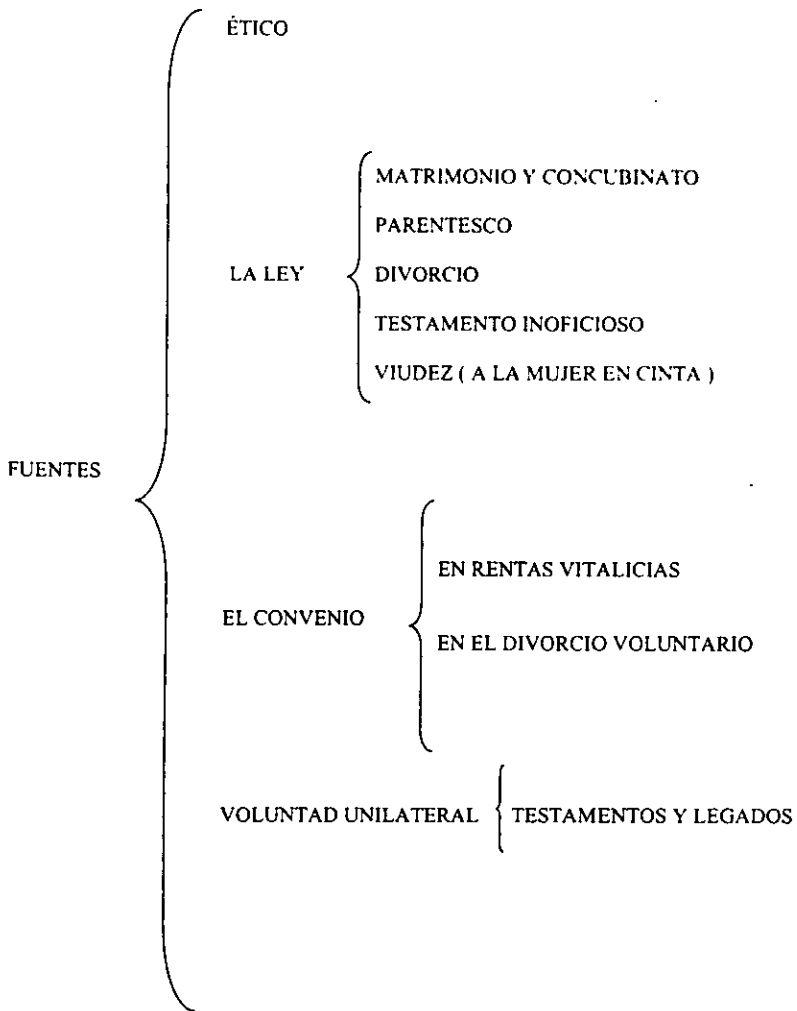 ÉTICO
MATRIMONIO Y CONCUBINATO
PARENTESCO
LA LEY
DIVORCIO
TESTAMENTO INOFICIOSO
VIUDEZ ( A LA MUJER EN CINTA )
FUENTES
EN RENTAS VITALICIAS
EL CONVENIO
EN EL DIVORCIO VOLUNTARIO
VOLUNTAD UNILATERAL
TESTAMENTOS Y LEGADOS